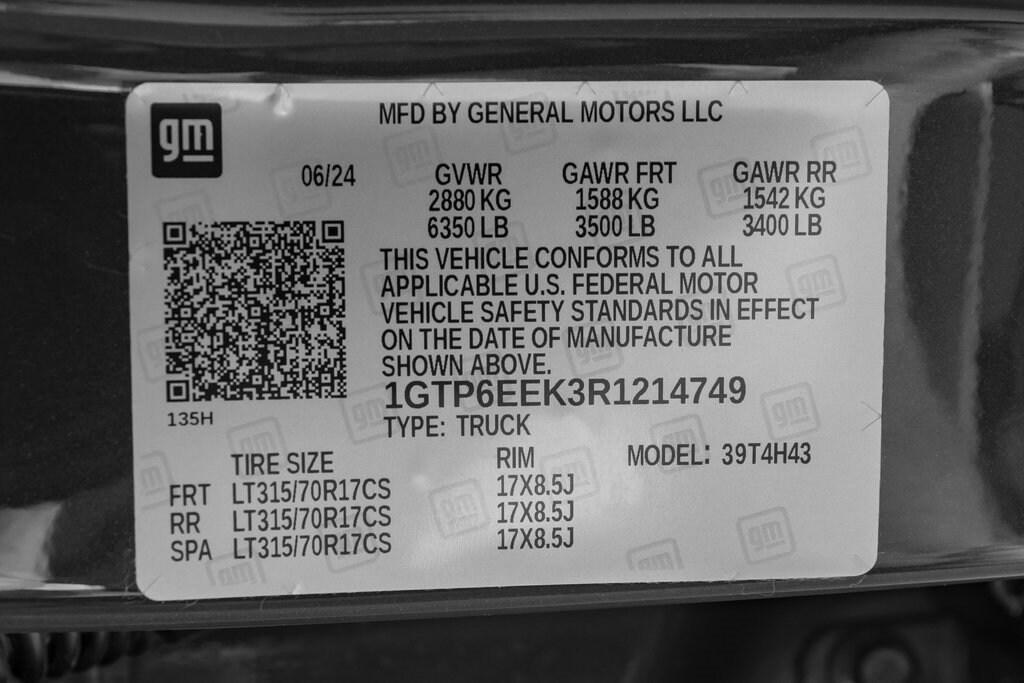 gm
MFD BY GENERAL MOTORS LLC
06/24 GVWR GAWR FRT GAWR RR
2880 KG 1588 KG 1542 KG
6350 LB 3500 LB 3400 LB
THIS VEHICLE CONFORMS TO ALL
APPLICABLE U.S. FEDERAL MOTOR
VEHICLE SAFETY STANDARDS IN EFFECT
ON THE DATE OF MANUFACTURE
SHOWN ABOVE.
1GTP6EEK3R1214749
135H
TYPE: TRUCK
TIRE SIZE RIM MODEL: 39T4H43
FRT LT315/70R17CS 17X8.5J
RR LT315/70R17CS 17X8.5J
SPA LT315/70R17CS 17X8.5J